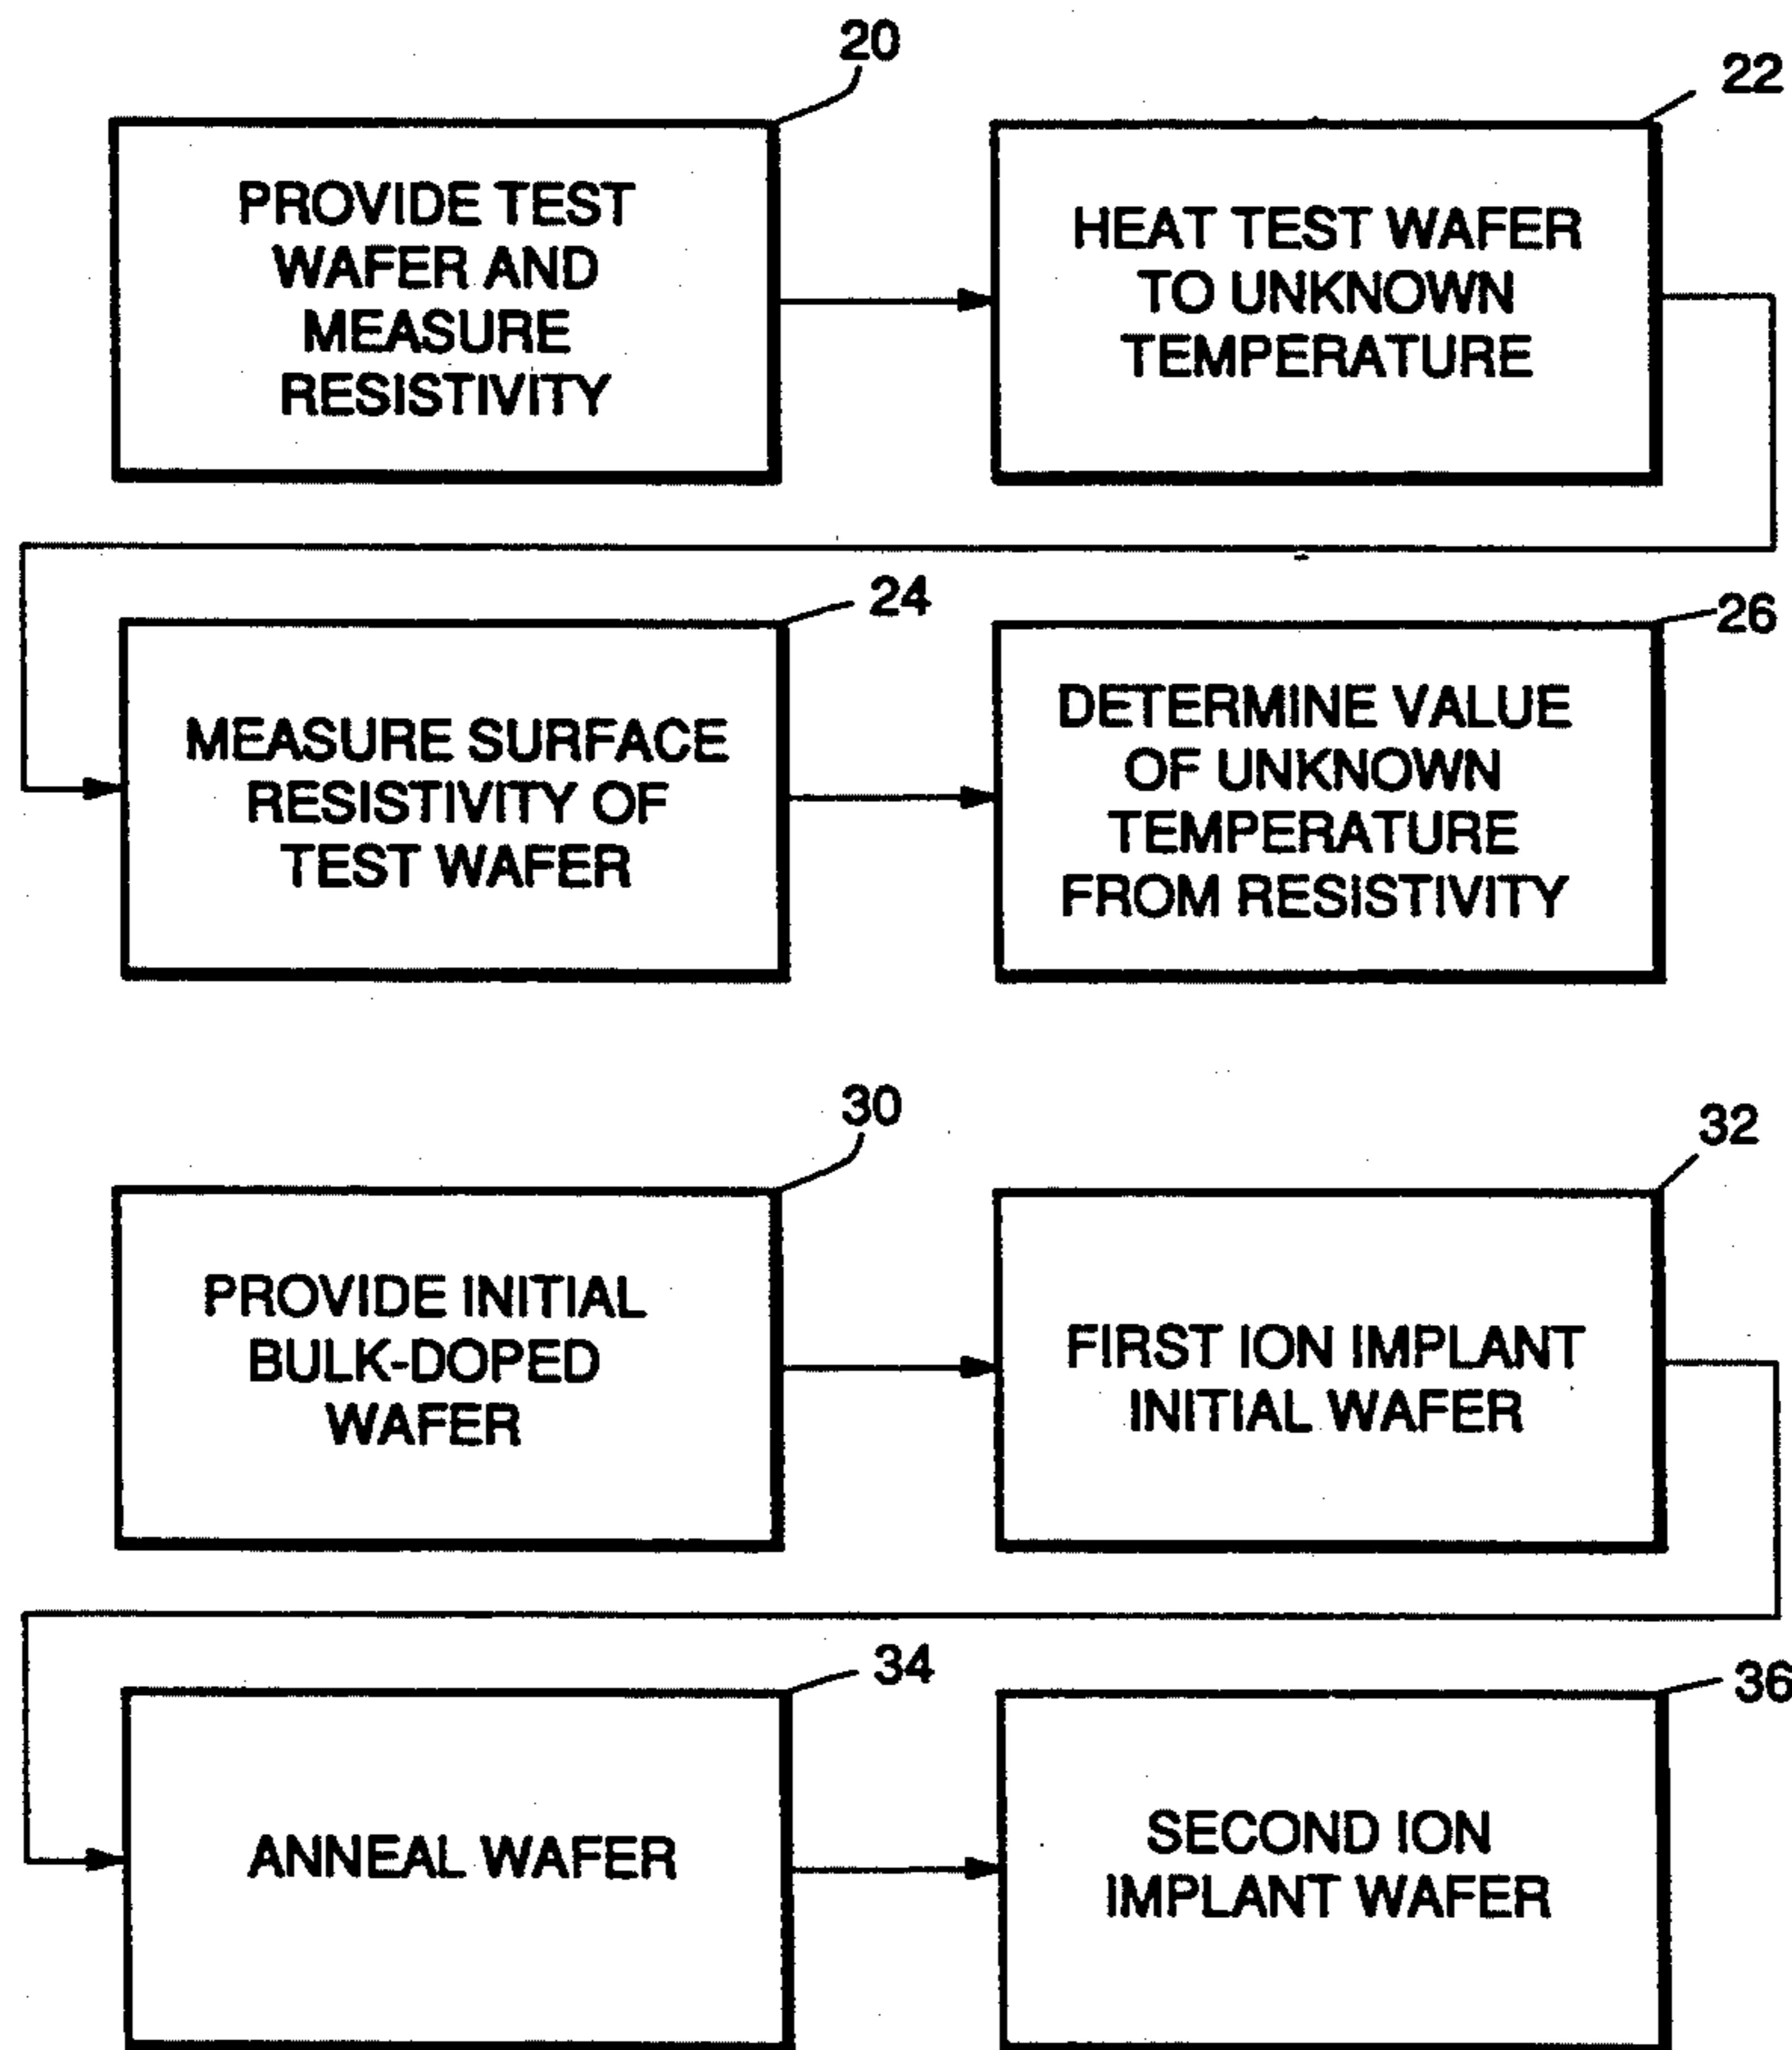 20
PROVIDE TEST
WAFER AND
MEASURE
RESISTIVITY
22
HEAT TEST WAFER
TO UNKNOWN
TEMPERATURE
24
MEASURE SURFACE
RESISTIVITY OF
TEST WAFER
26
DETERMINE VALUE
OF UNKNOWN
TEMPERATURE
FROM RESISTIVITY
30
PROVIDE INITIAL
BULK-DOPED
WAFER
32
FIRST ION IMPLANT
INITIAL WAFER
34
ANNEAL WAFER
36
SECOND ION
IMPLANT WAFER